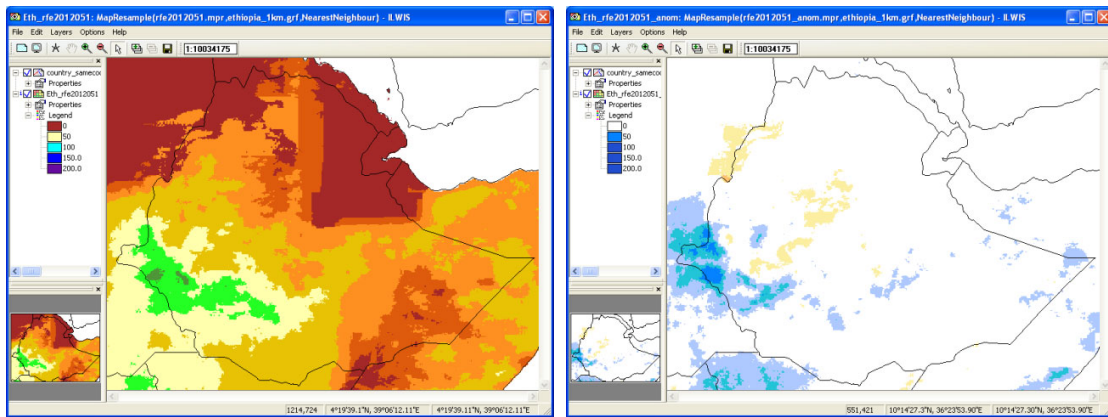 Eth_rfe2012051: MapResample(rfe2012051.mpr,ethiopia_1km.grf,NearestNeighbour) - ILWIS
File Edit Layers Options Help
1:10034175
country_samecoo
Properties
Eth_rfe2012051
Properties
Legend
0
50
100
150.0
200.0
1214,724 4°19'39.1"N, 39°06'12.11"E 4°19'39.11"N, 39°06'12.11"E
Eth_rfe2012051_anom: MapResample(rfe2012051_anom.mpr,ethiopia_1km.grf,NearestNeighbour) - ILWIS
File Edit Layers Options Help
1:10034175
country_samecoo
Properties
Eth_rfe2012051_
Properties
Legend
0
50
100
150.0
200.0
551,421 10°14'27.3"N, 36°23'53.90"E 10°14'27.30"N, 36°23'53.90"E